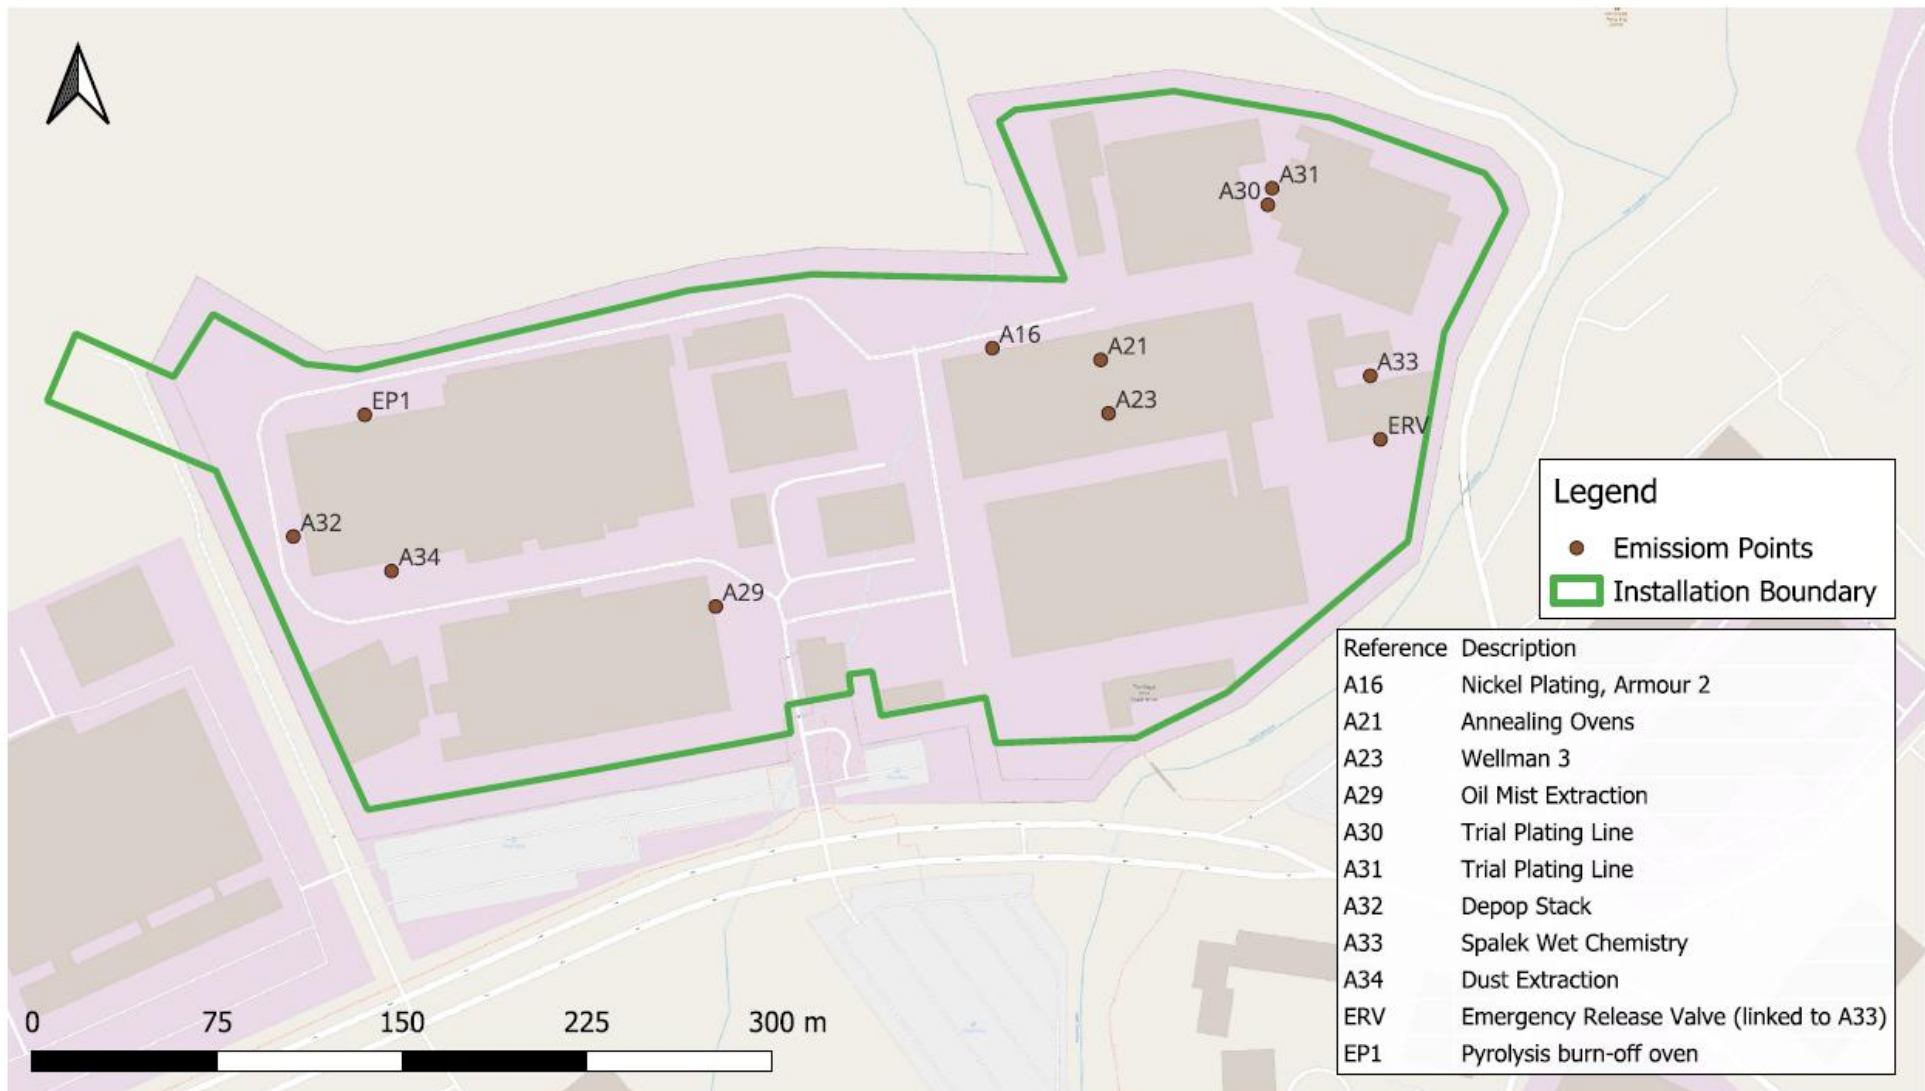 A31
A30
A16
A21
A33
EP1
A23
ERV
A32
A34
A29
Legend
Emissiom Points
Installation Boundary
Reference Description
A16 Nickel Plating, Armour 2
A21 Annealing Ovens
A23 Wellman 3
A29 Oil Mist Extraction
A30 Trial Plating Line
A31 Trial Plating Line
A32 Depop Stack
A33 Spalek Wet Chemistry
A34 Dust Extraction
ERV Emergency Release Valve (linked to A33)
EP1 Pyrolysis burn-off oven
0 75 150 225 300 m